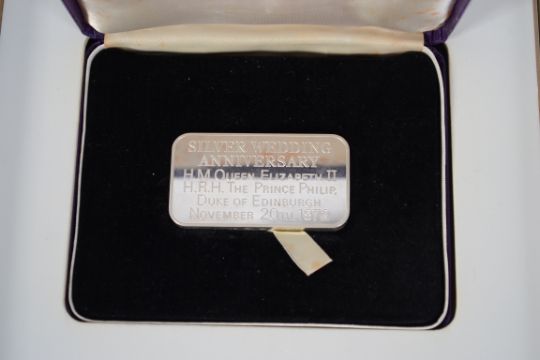 SILVER WEDDING
ANNIVERSARY
H.M. QUEEN ELIZABETH II
H.R.H. THE PRINCE PHILIP,
DUKE OF EDINBURGH
NOVEMBER 20TH